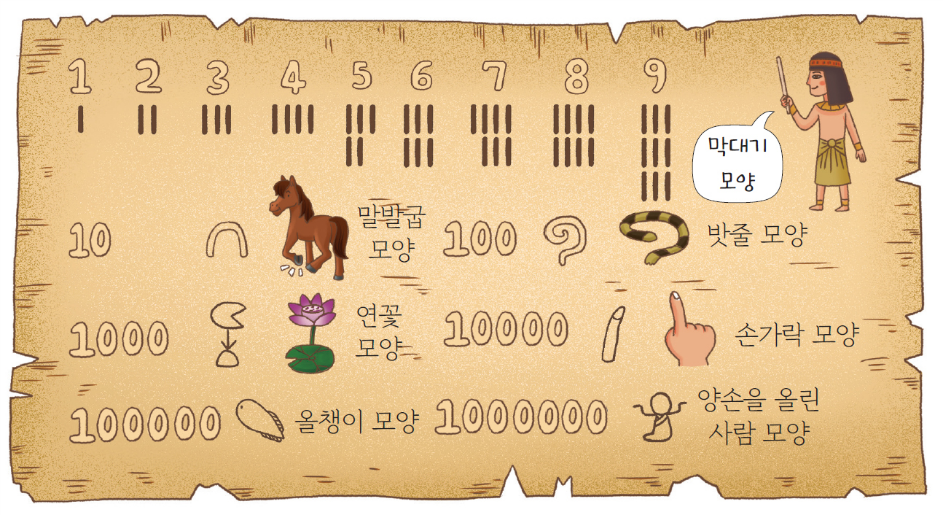 1 2 3 4 5 6 7 8 9
막대기
모양
10
말발굽
모양
100
밧줄 모양
1000
연꽃
모양
10000
손가락 모양
100000
올챙이 모양
1000000
양손을 올린
사람 모양